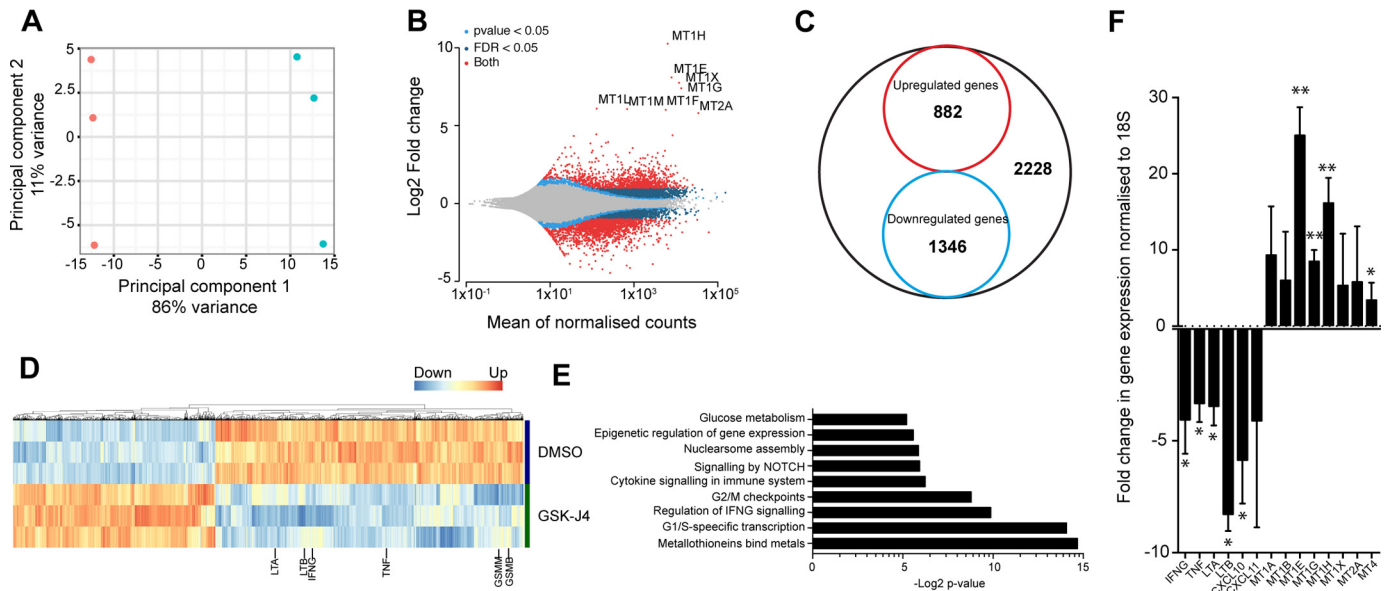 A
Principal component 2
11% variance
5
2.5
0
-2.5
-5
-15
-10
-5
0
5
10
15
Principal component 1
86% variance
B
pvalue < 0.05
FDR < 0.05
Both
Log2 Fold change
10
5
0
-5
MT1H
MT1E
MT1X
MT1G
MT1L
MT1M
MT1F
MT2A
1x10-1
1x101
1x103
1x105
Mean of normalised counts
C
Upregulated genes
882
2228
Downregulated genes
1346
D
Down
Up
DMSO
GSK-J4
LTA
LTB
IFNG
TNF
GSMM
GSMB
E
Glucose metabolism
Epigenetic regulation of gene expression
Nuclearsome assembly
Signalling by NOTCH
Cytokine signalling in immune system
G2/M checkpoints
Regulation of IFNG signalling
G1/S-speecific transcription
Metallothioneins bind metals
0
5
10
15
-Log2 p-value
F
Fold change in gene expression normalised to 18S
30
20
10
0
-5
-10
**
**
**
*
*
*
*
*
*
IFNG
TNF
LTA
LTB
CXCL10
CXCL11
MT1A
MT1B
MT1E
MT1G
MT1H
MT1X
MT2A
MT4